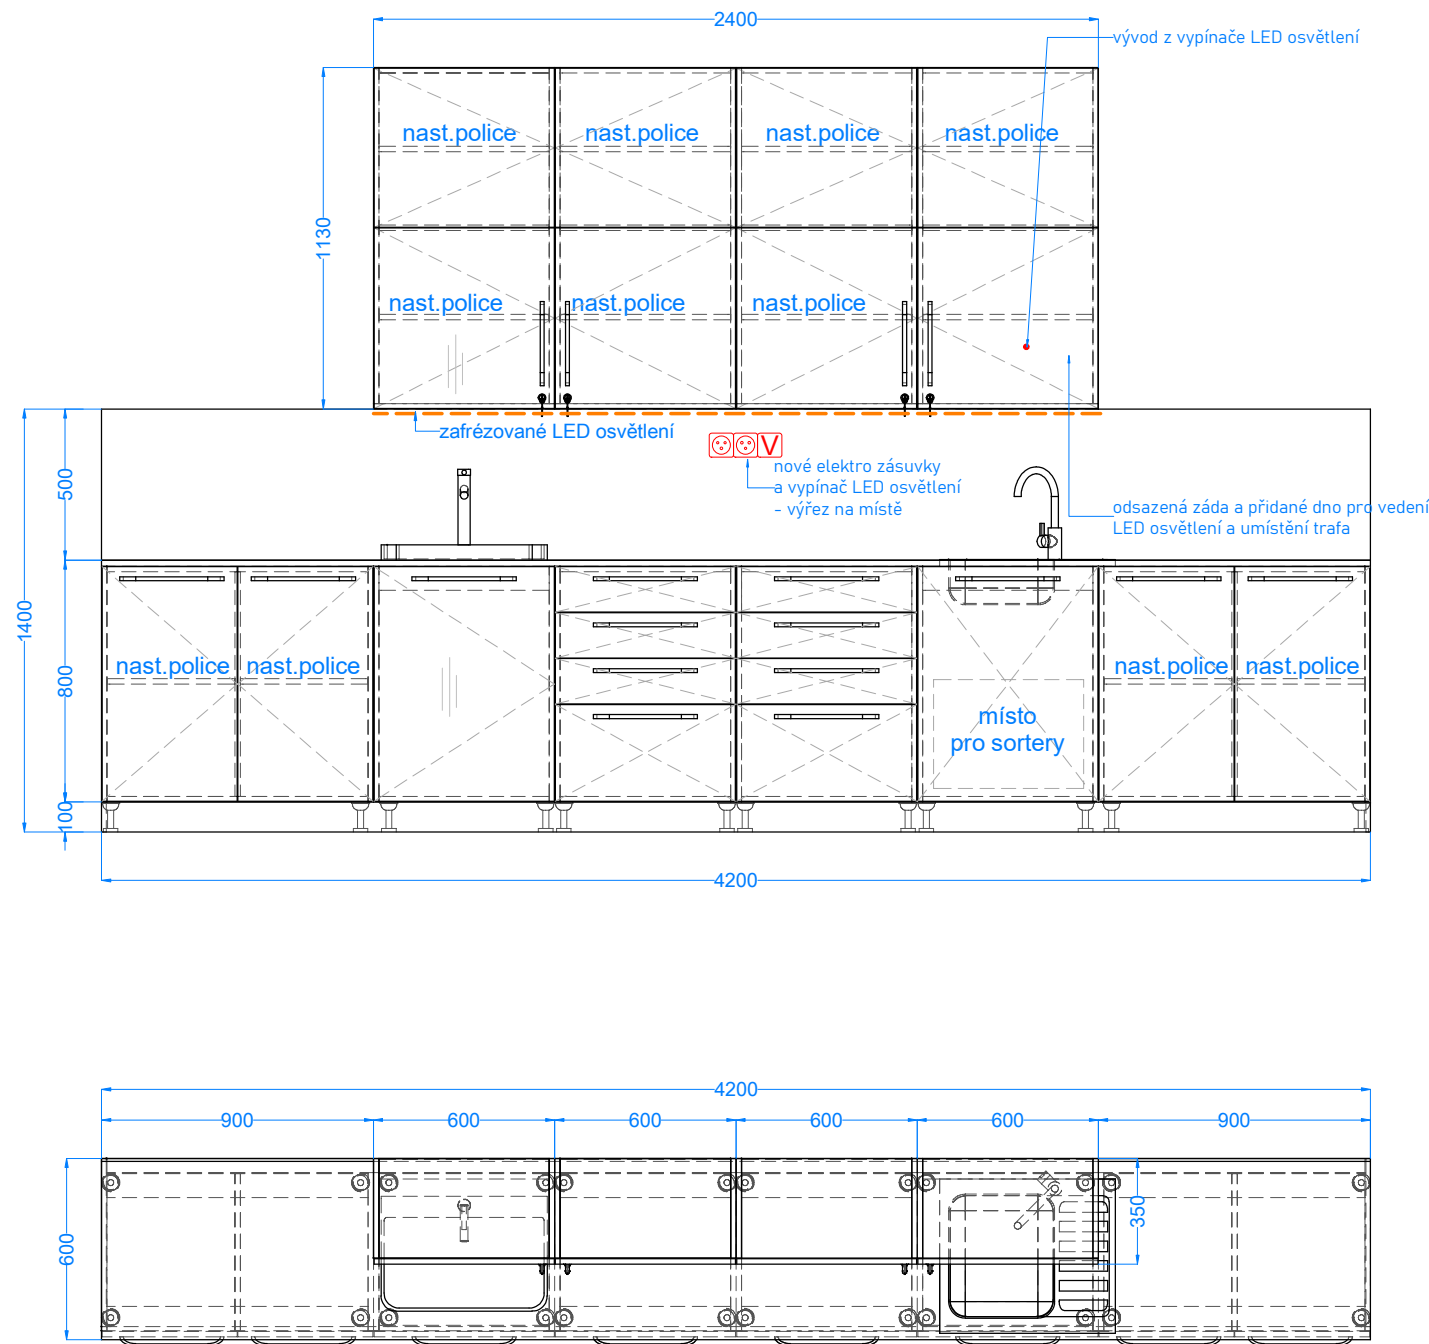 2400
vývod z vypínače LED osvětlení
nast.police nast.police nast.police nast.police
1130
nast.police nast.police nast.police
zafrézované LED osvětlení
V
nové elektro zásuvky
a vypínač LED osvětlení
- výřez na místě
500
odsazená záda a přidané dno pro vedení
LED osvětlení a umístění trafa
1400
800
nast.police nast.police
nast.police nast.police
místo
pro sortery
100
4200
4200
900 600 600 600 600 900
350
600